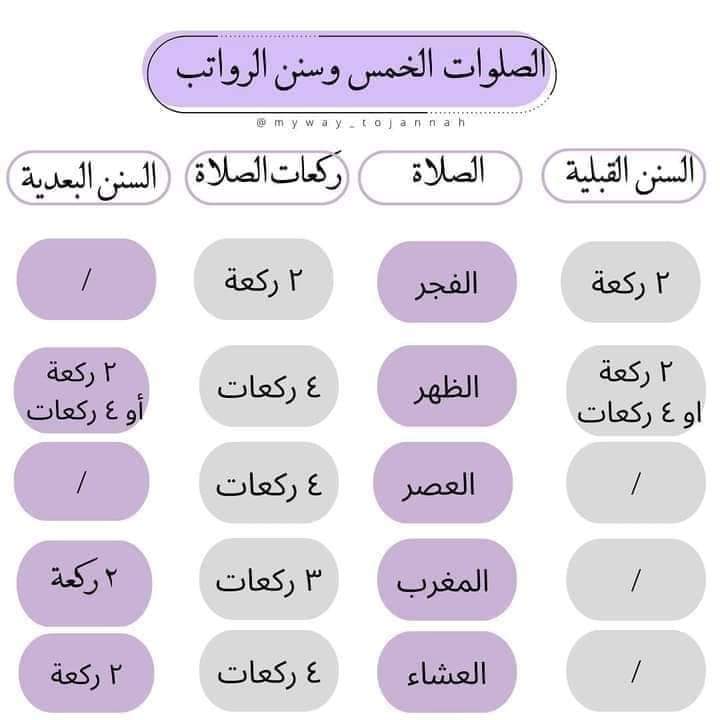 الصلوات الخمس وسنن الرواتب
@myway_tojannah
السنن القبلية
الصلاة
رَكعات الصلاة
السنن البعدية
٢ ركعة
الفجر
٢ ركعة
/
٢ ركعة
او ٤ ركعات
الظهر
٤ ركعات
٢ ركعة
أو ٤ ركعات
/
العصر
٤ ركعات
/
/
المغرب
٣ ركعات
٢ ركعة
/
العشاء
٤ ركعات
٢ ركعة